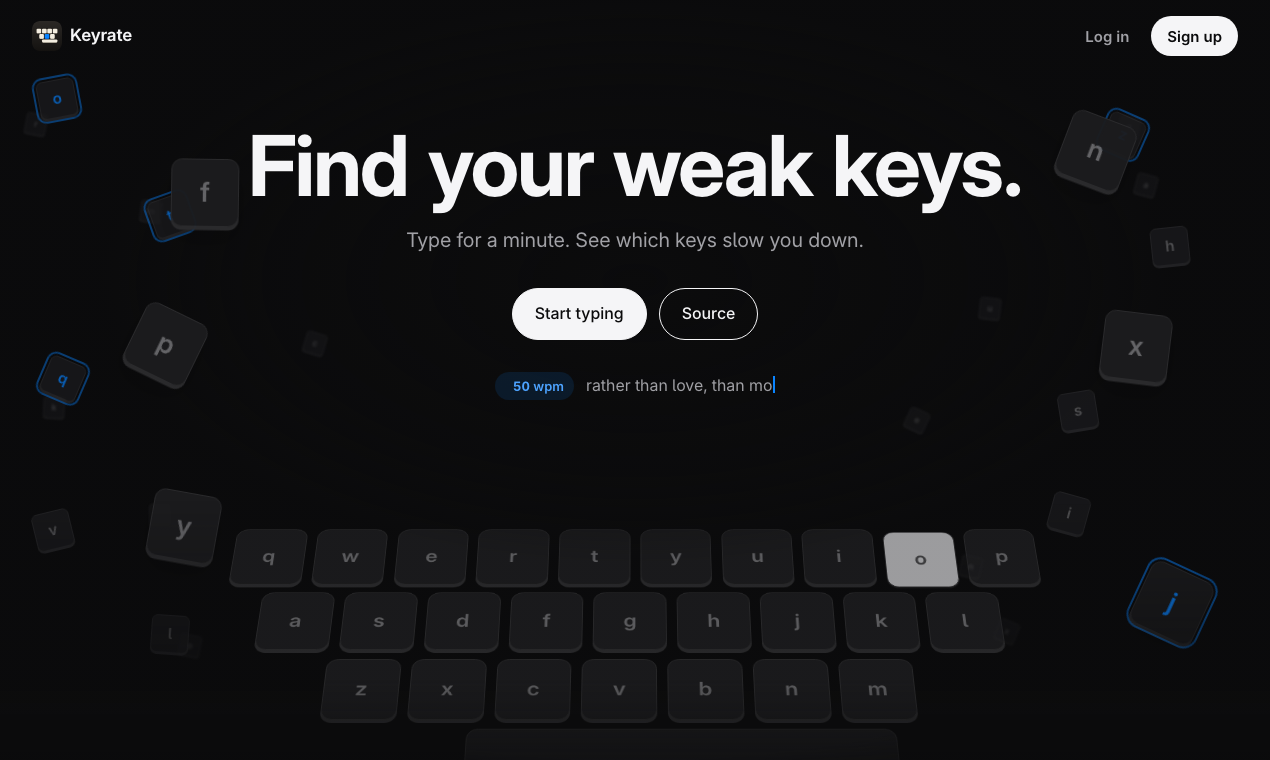 Keyrate
Log in
Sign up
o
n
Find your weak keys.
f
Type for a minute. See which keys slow you down.
h
Start typing
Source
p
x
q
50 wpm
rather than love, than mo
s
y
v
i
q w e r t y u i o p
j
a s d f g h j k l
l
z x c v b n m